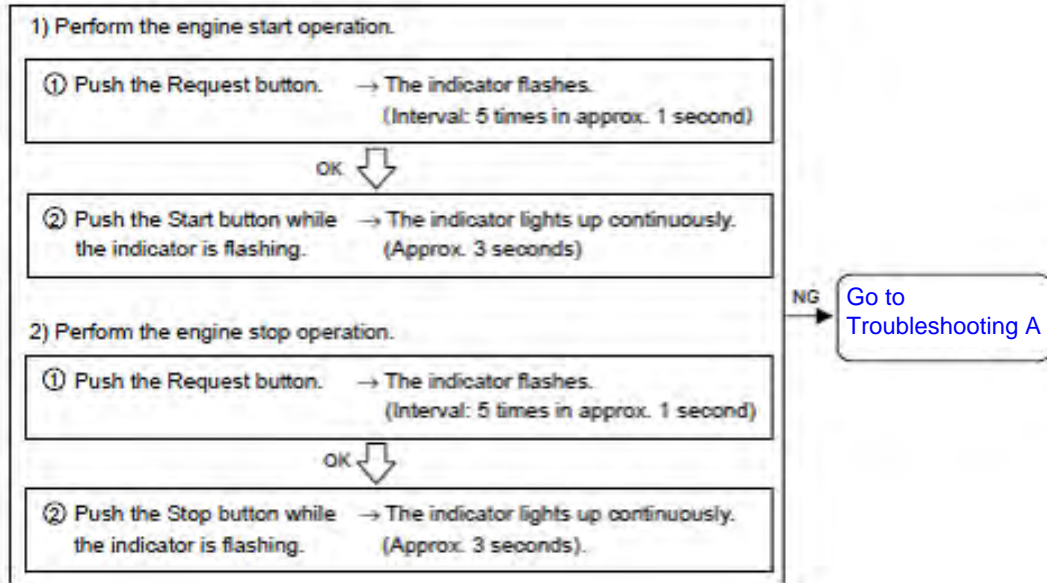 1) Perform the engine start operation.
① Push the Request button. → The indicator flashes.
(Interval: 5 times in approx. 1 second)
OK
② Push the Start button while → The indicator lights up continuously.
the indicator is flashing. (Approx. 3 seconds)
NG
Go to
Troubleshooting A
2) Perform the engine stop operation.
① Push the Request button. → The indicator flashes.
(Interval: 5 times in approx. 1 second)
OK
② Push the Stop button while → The indicator lights up continuously.
the indicator is flashing. (Approx. 3 seconds).